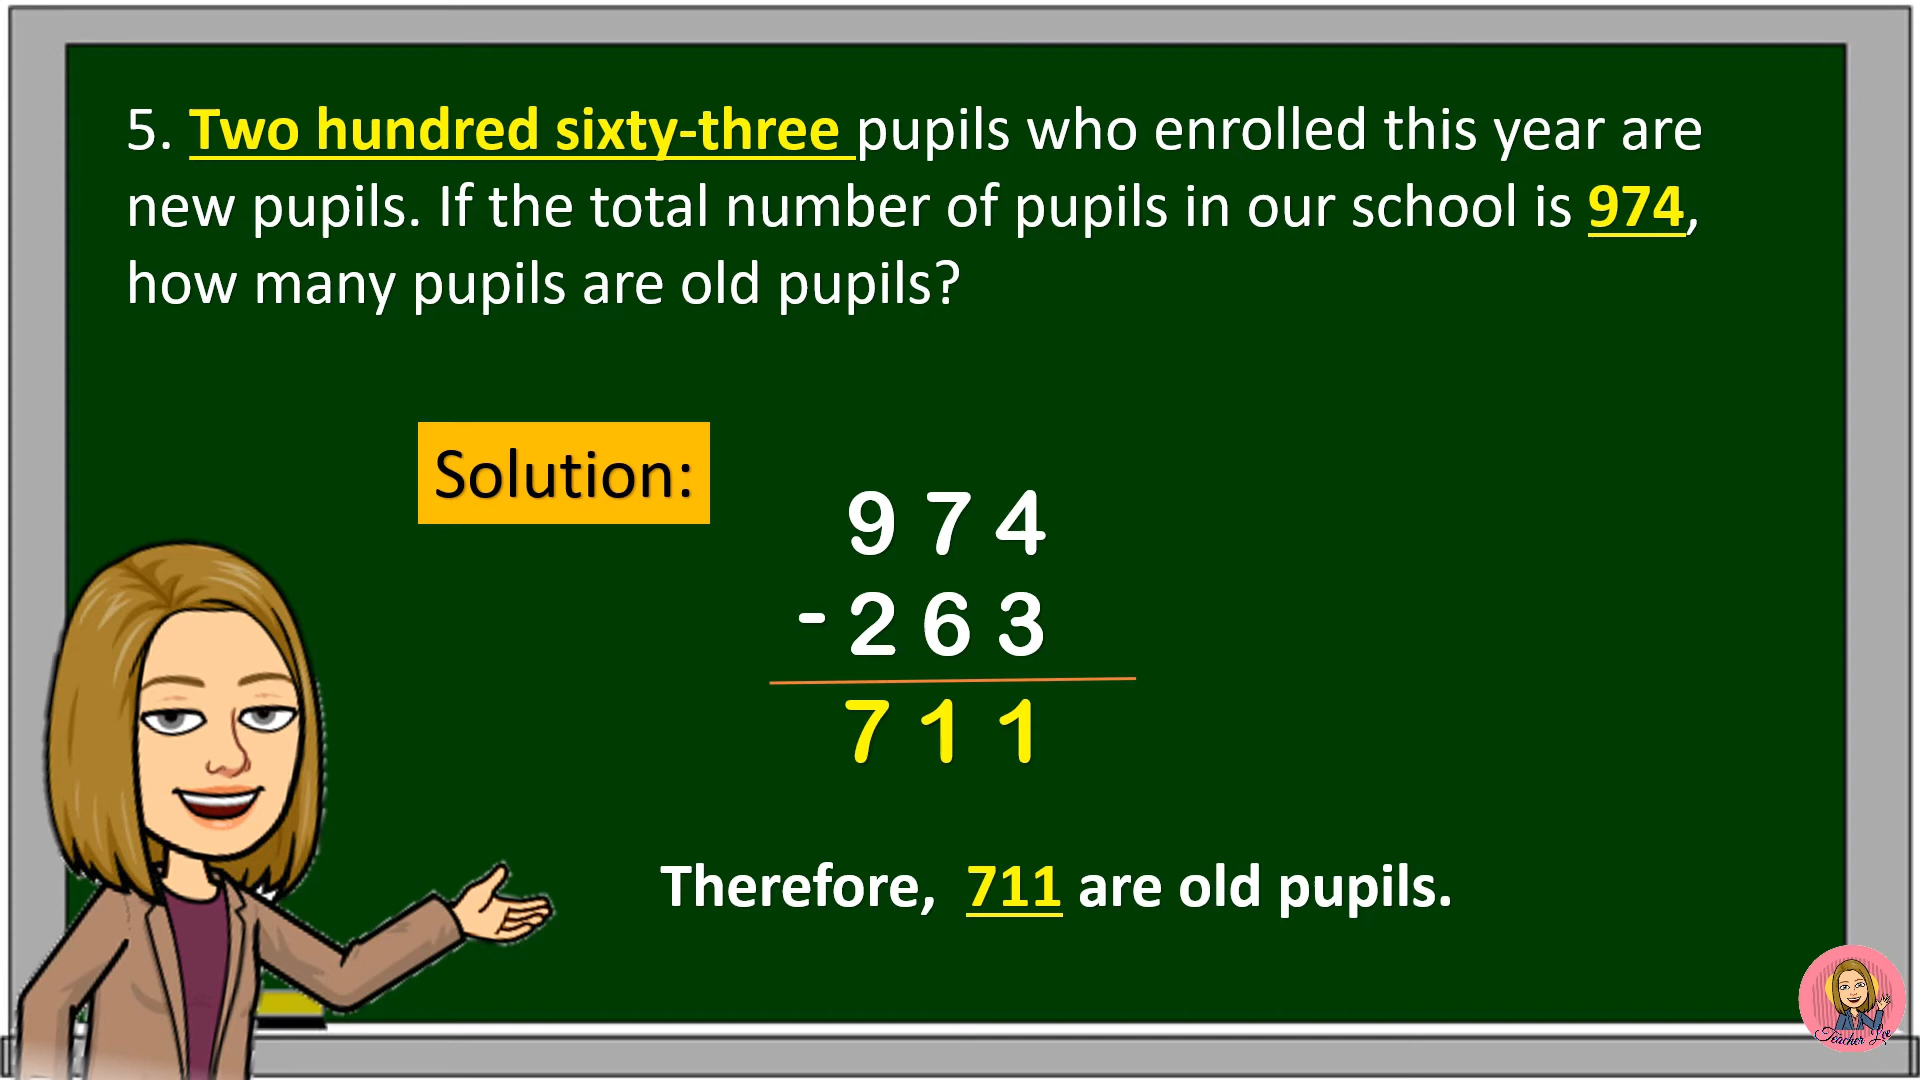 5. Two hundred sixty-three pupils who enrolled this year are
new pupils. If the total number of pupils in our school is 974,
how many pupils are old pupils?
Solution:
9 7 4
- 2 6 3
7 1 1
Therefore, 711 are old pupils.
Teacher Loe